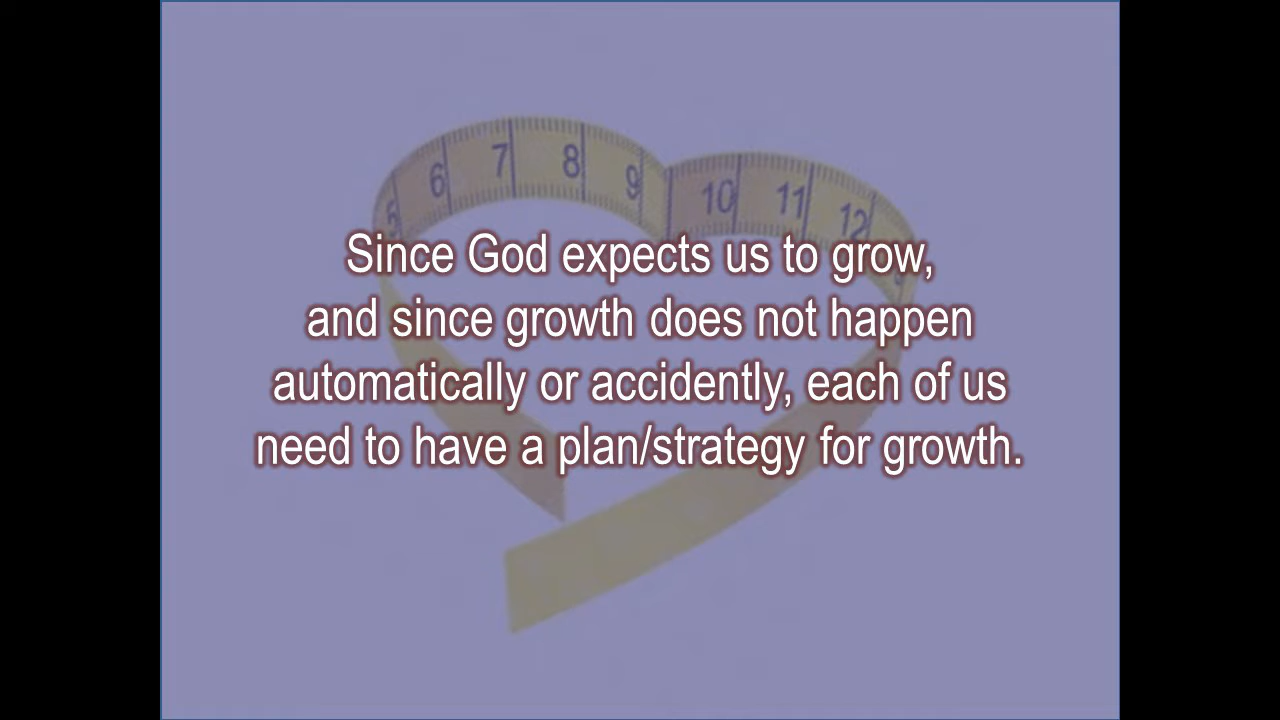 5 6 7 8 9 10 11 12
Since God expects us to grow,
and since growth does not happen
automatically or accidently, each of us
need to have a plan/strategy for growth.